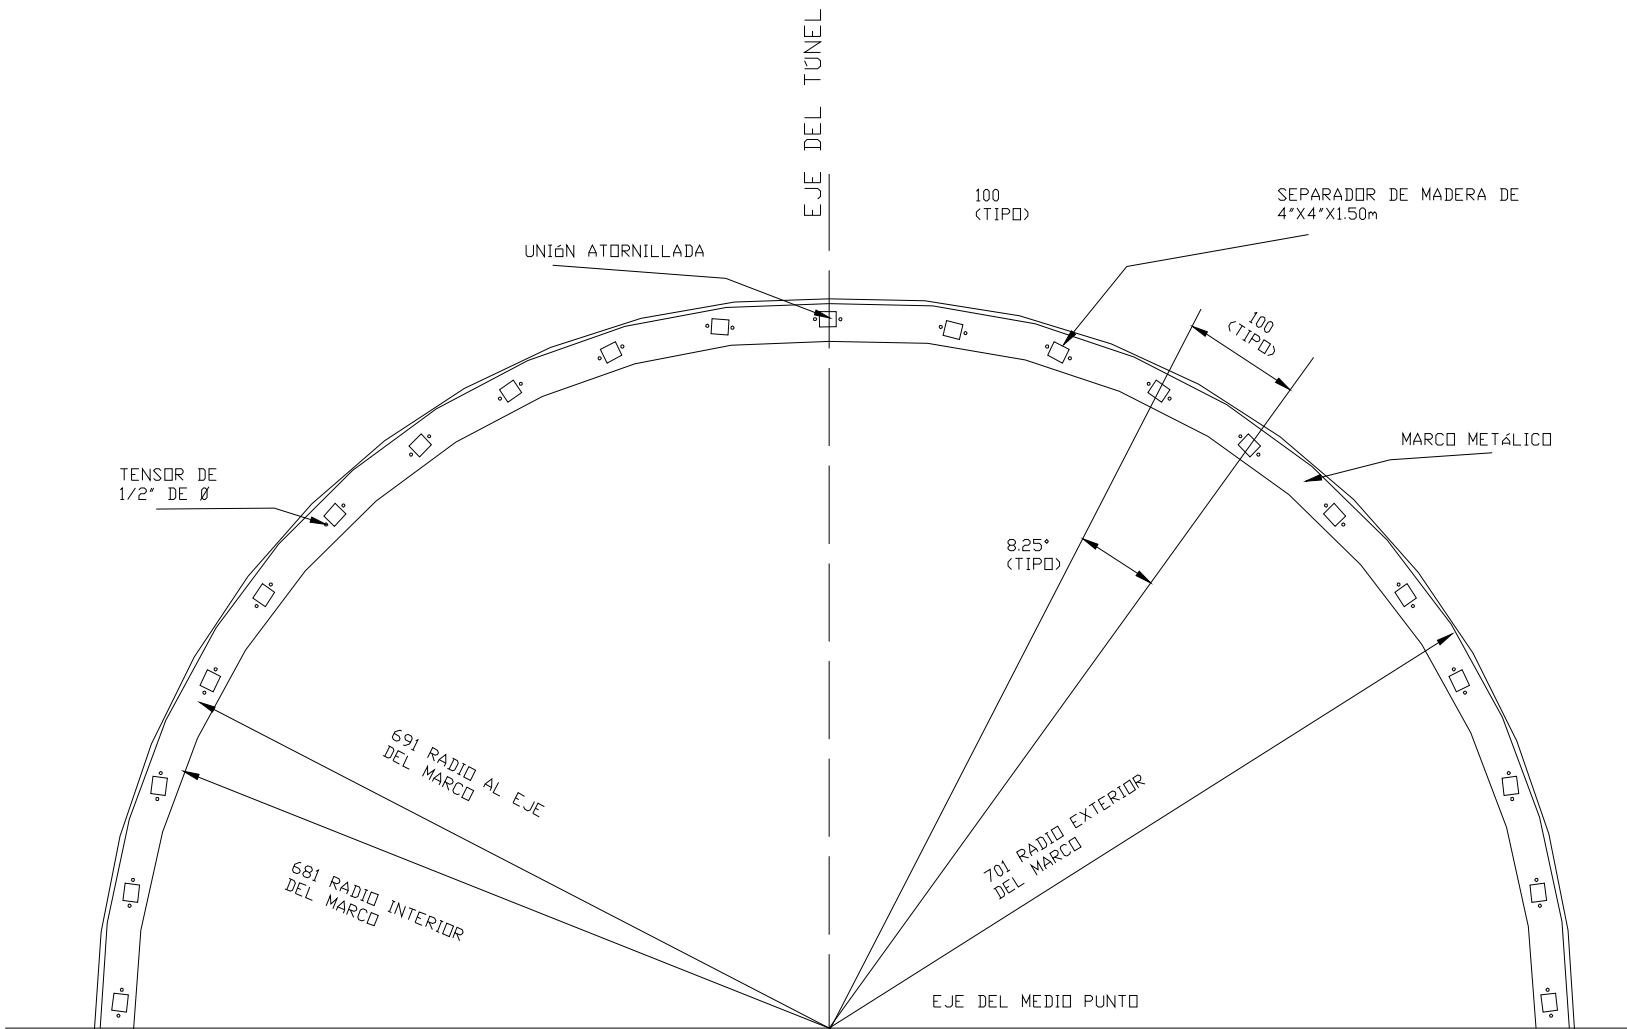 EJE DEL TÚNEL
100
(TIPO)
SEPARADOR DE MADERA DE
4"X4"X1.50m
UNIóN ATORNILLADA
100
(TIPO)
MARCO METáLICO
TENSOR DE
1/2" DE Ø
8.25°
(TIPO)
691 RADIO AL EJE
DEL MARCO
701 RADIO EXTERIOR
DEL MARCO
681 RADIO INTERIOR
DEL MARCO
EJE DEL MEDIO PUNTO